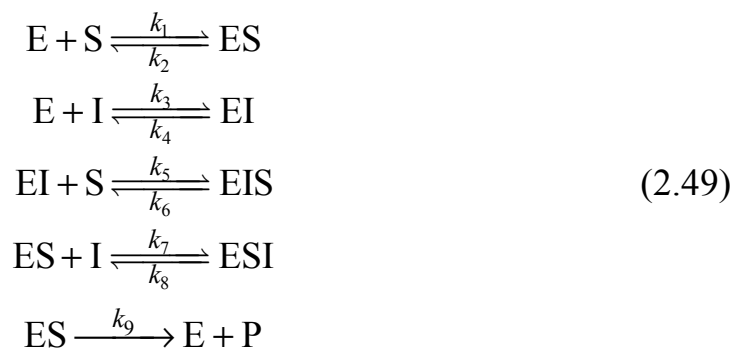 E + S ⇌ ES k₁ k₂
E + I ⇌ EI k₃ k₄
EI + S ⇌ EIS k₅ k₆ (2.49)
ES + I ⇌ ESI k₇ k₈
ES ⟶ E + P k₉